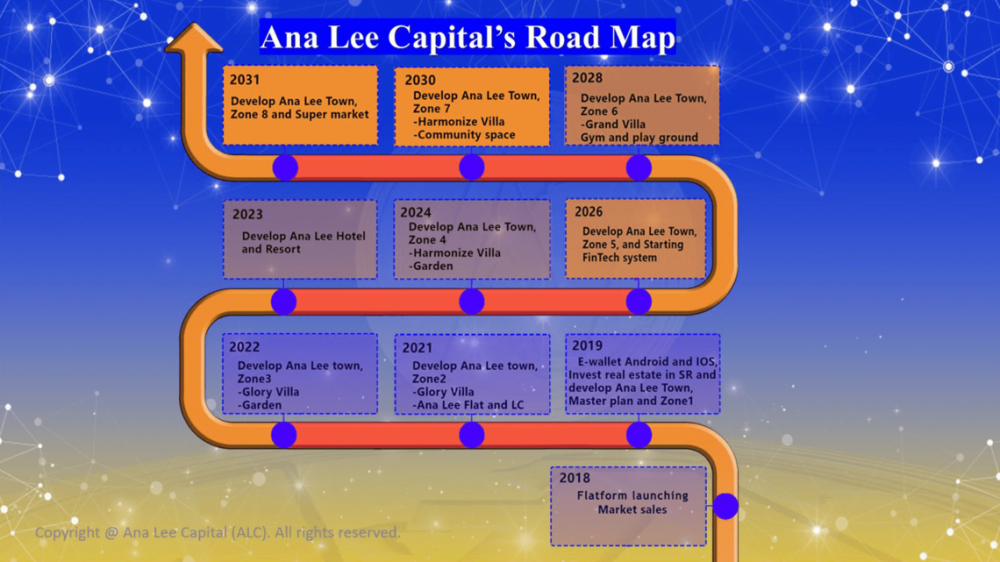 Ana Lee Capital's Road Map
2031
Develop Ana Lee Town,
Zone 8 and Super market
2030
Develop Ana Lee Town,
Zone 7
-Harmonize Villa
-Community space
2028
Develop Ana Lee Town,
Zone 6
-Grand Villa
Gym and play ground
2023
Develop Ana Lee Hotel
and Resort
2024
Develop Ana Lee Town,
Zone 4
-Harmonize Villa
-Garden
2026
Develop Ana Lee Town,
Zone 5, and Starting
FinTech system
2022
Develop Ana Lee town,
Zone3
-Glory Villa
-Garden
2021
Develop Ana Lee town,
Zone2
-Glory Villa
-Ana Lee Flat and LC
2019
E-wallet Android and IOS,
Invest real estate in SR and
develop Ana Lee Town,
Master plan and Zone1
2018
Flatform launching
Market sales
Copyright @ Ana Lee Capital (ALC). All rights reserved.